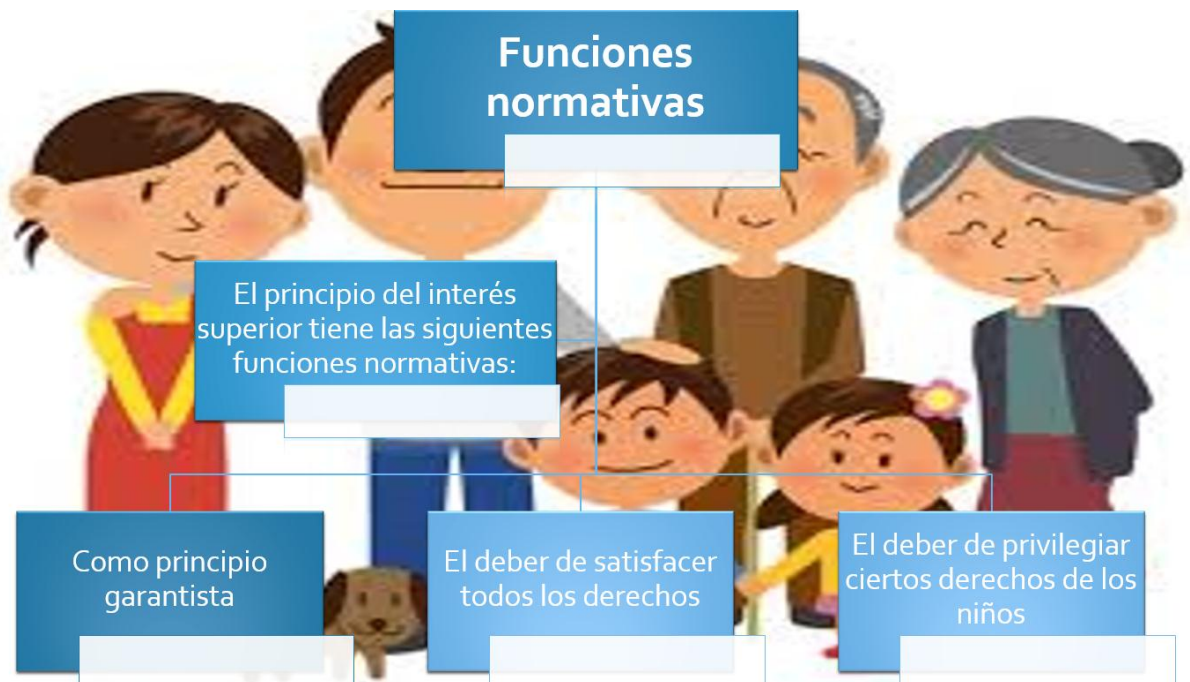 Funciones
normativas
El principio del interés
superior tiene las siguientes
funciones normativas:
Como principio
garantista
El deber de satisfacer
todos los derechos
El deber de privilegiar
ciertos derechos de los
niños